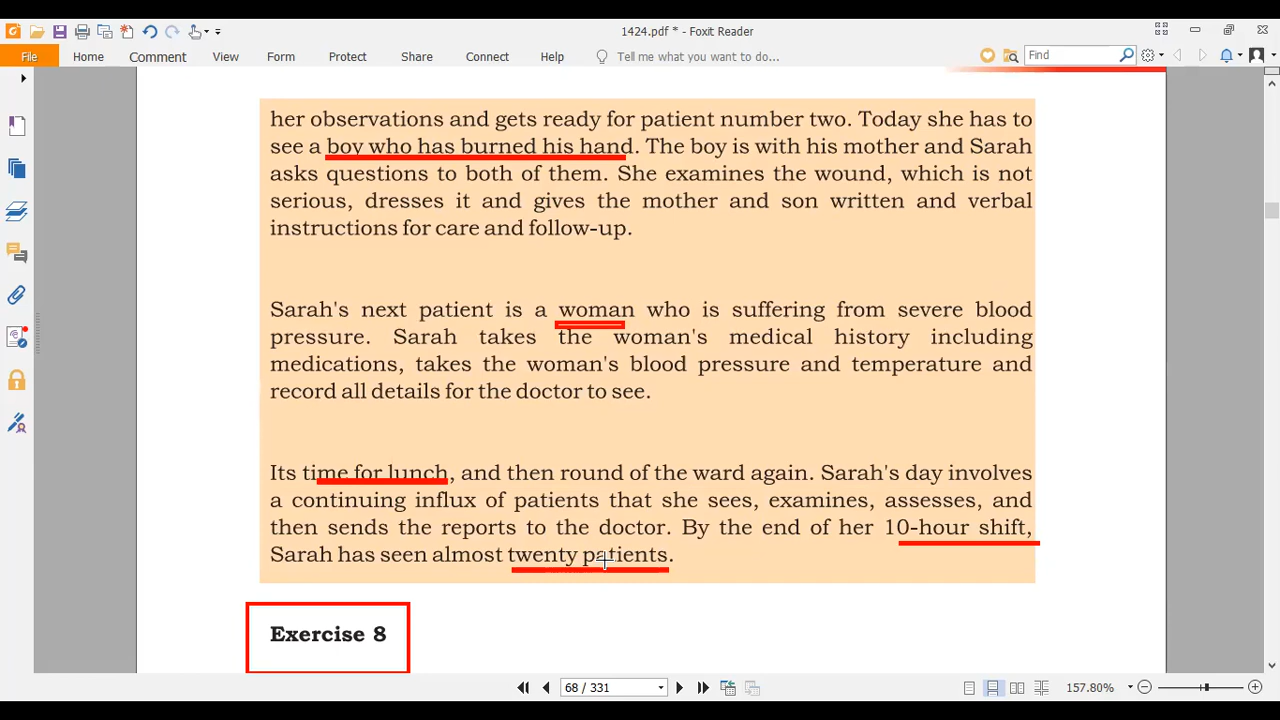 1424.pdf * - Foxit Reader
File Home Comment View Form Protect Share Connect Help Tell me what you want to do... Find
her observations and gets ready for patient number two. Today she has to
see a boy who has burned his hand. The boy is with his mother and Sarah
asks questions to both of them. She examines the wound, which is not
serious, dresses it and gives the mother and son written and verbal
instructions for care and follow-up.
Sarah's next patient is a woman who is suffering from severe blood
pressure. Sarah takes the woman's medical history including
medications, takes the woman's blood pressure and temperature and
record all details for the doctor to see.
Its time for lunch, and then round of the ward again. Sarah's day involves
a continuing influx of patients that she sees, examines, assesses, and
then sends the reports to the doctor. By the end of her 10-hour shift,
Sarah has seen almost twenty patients.
Exercise 8
68 / 331 157.80%